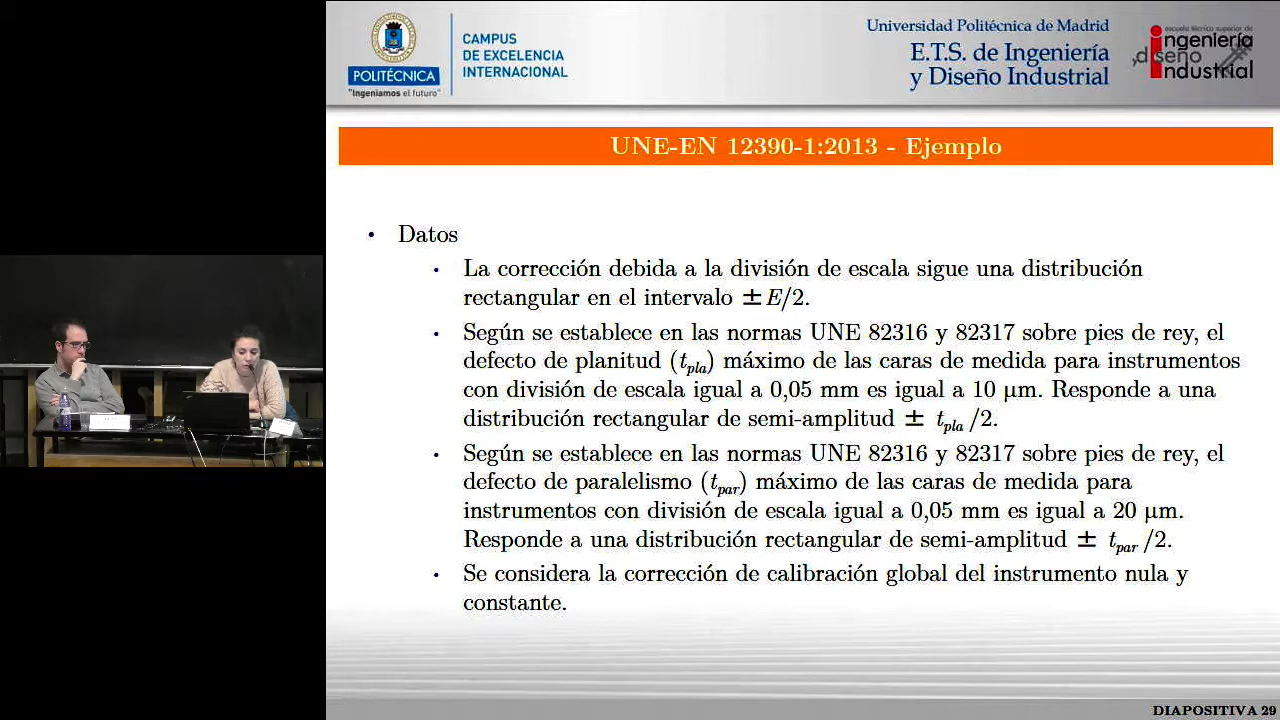 CAMPUS
DE EXCELENCIA
INTERNACIONAL
POLITÉCNICA
"Ingeniamos el futuro"
Universidad Politécnica de Madrid
E.T.S. de Ingeniería
y Diseño Industrial
escuela técnica superior de
ingeniería
y diseño
industrial
UNE-EN 12390-1:2013 - Ejemplo
• Datos
• La corrección debida a la división de escala sigue una distribución
rectangular en el intervalo ±E/2.
• Según se establece en las normas UNE 82316 y 82317 sobre pies de rey, el
defecto de planitud (tpla) máximo de las caras de medida para instrumentos
con división de escala igual a 0,05 mm es igual a 10 µm. Responde a una
distribución rectangular de semi-amplitud ± tpla /2.
• Según se establece en las normas UNE 82316 y 82317 sobre pies de rey, el
defecto de paralelismo (tpar) máximo de las caras de medida para
instrumentos con división de escala igual a 0,05 mm es igual a 20 µm.
Responde a una distribución rectangular de semi-amplitud ± tpar /2.
• Se considera la corrección de calibración global del instrumento nula y
constante.
DIAPOSITIVA 29